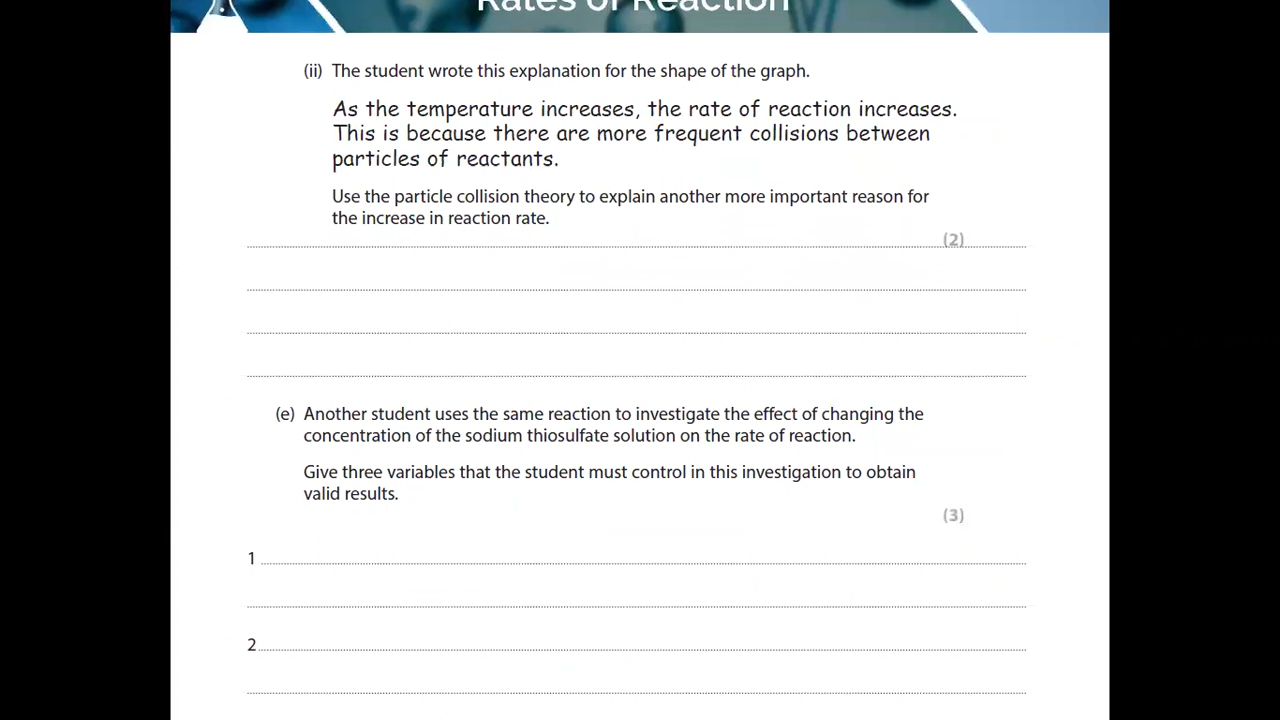 Rates of Reaction
(ii) The student wrote this explanation for the shape of the graph.
As the temperature increases, the rate of reaction increases.
This is because there are more frequent collisions between
particles of reactants.
Use the particle collision theory to explain another more important reason for
the increase in reaction rate.
(2)
(e) Another student uses the same reaction to investigate the effect of changing the
concentration of the sodium thiosulfate solution on the rate of reaction.
Give three variables that the student must control in this investigation to obtain
valid results.
(3)
1
2